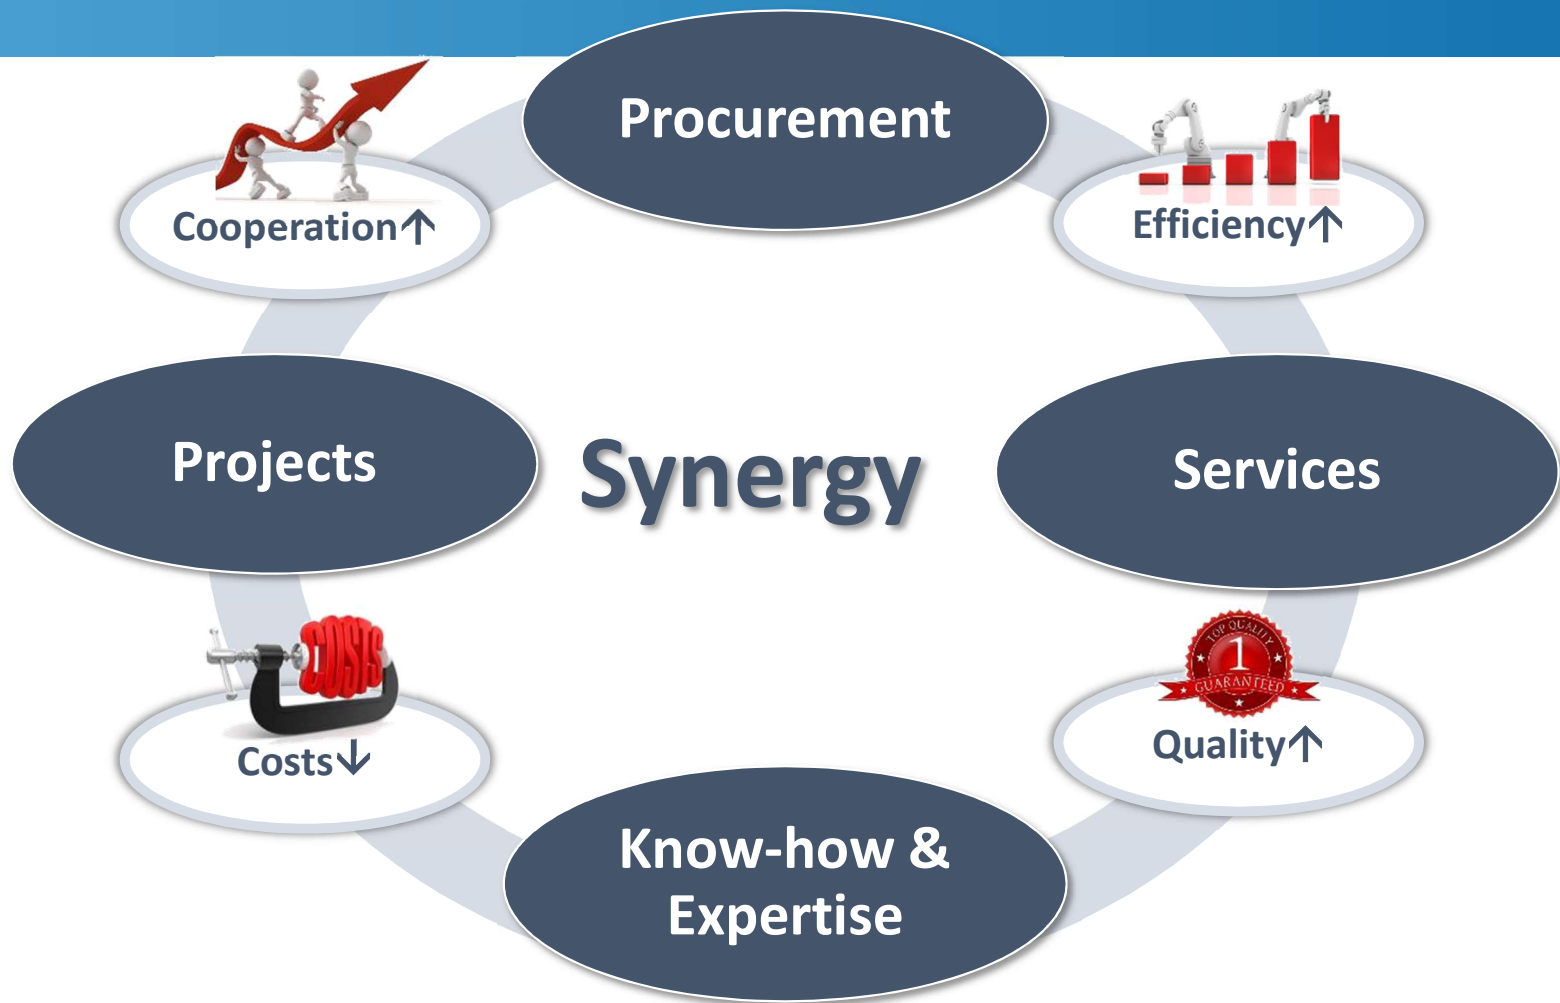 Procurement
Cooperation↑
Efficiency↑
Projects
Synergy
Services
COSTS
Costs↓
TOP QUALITY
1
GUARANTEED
Quality↑
Know-how &
Expertise